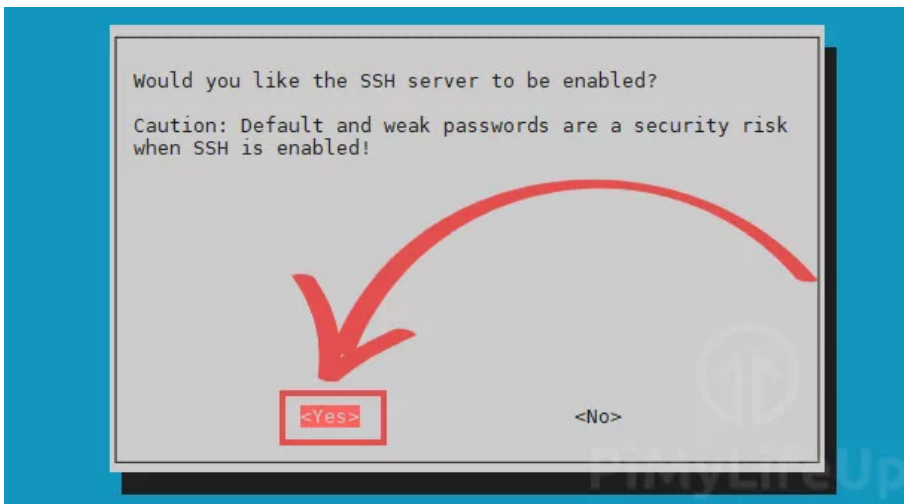 Would you like the SSH server to be enabled?
Caution: Default and weak passwords are a security risk
when SSH is enabled!
<Yes> <No>
PiMyLifeUp